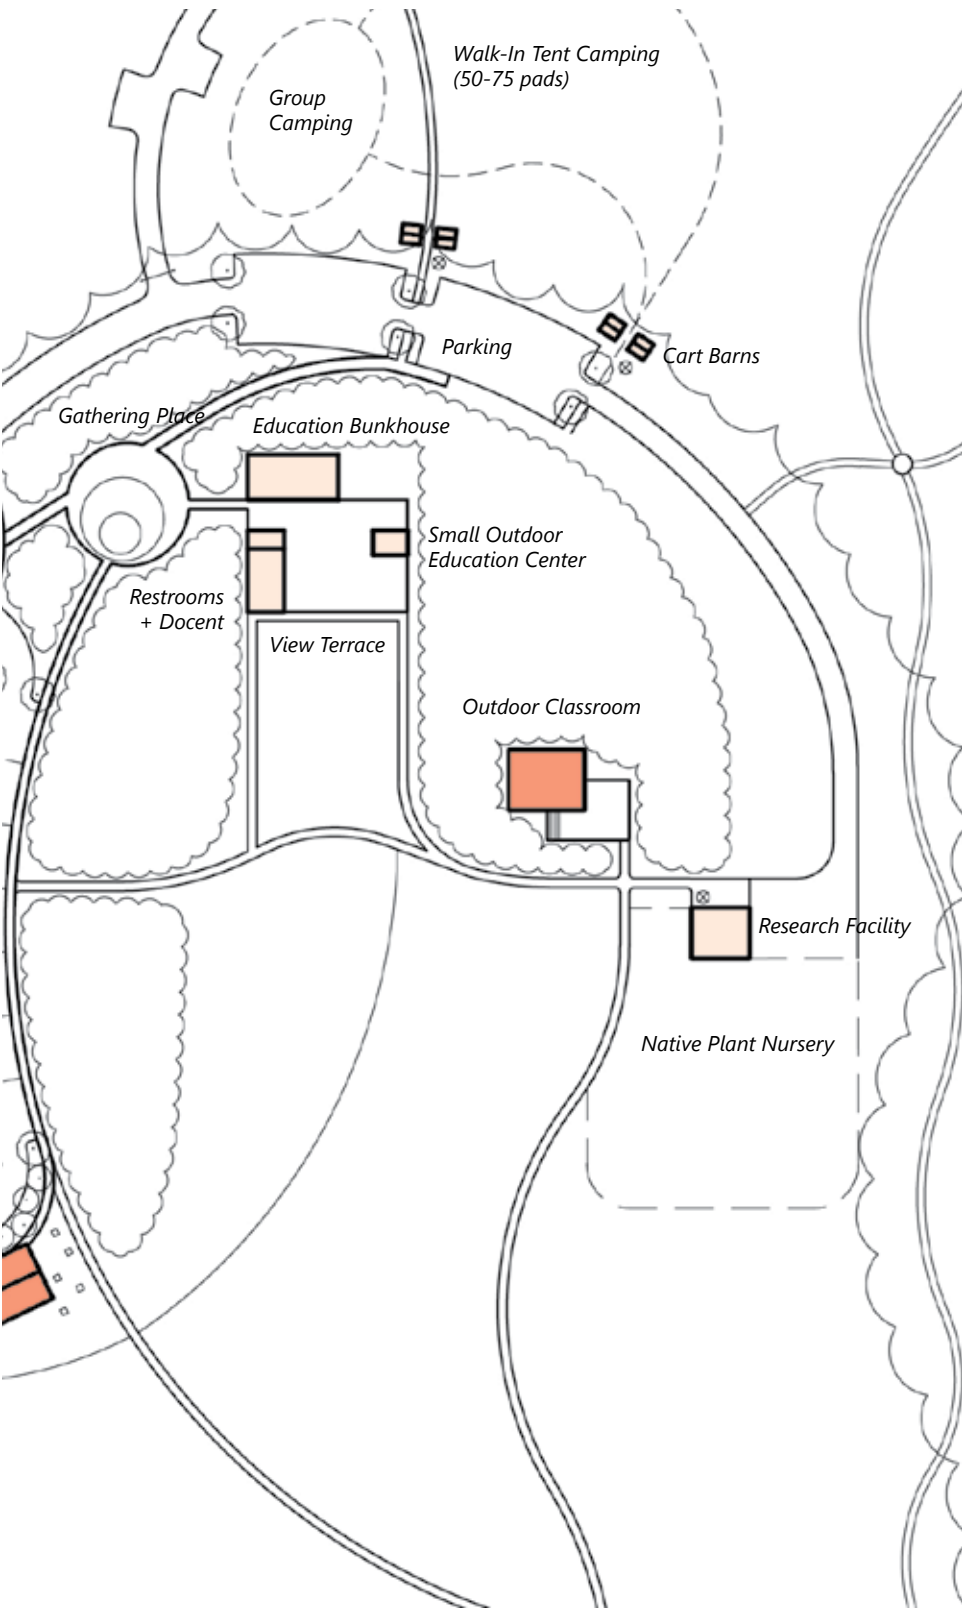 Walk-In Tent Camping
(50-75 pads)
Group
Camping
Parking
Cart Barns
Gathering Place
Education Bunkhouse
Small Outdoor
Education Center
Restrooms
+ Docent
View Terrace
Outdoor Classroom
Research Facility
Native Plant Nursery